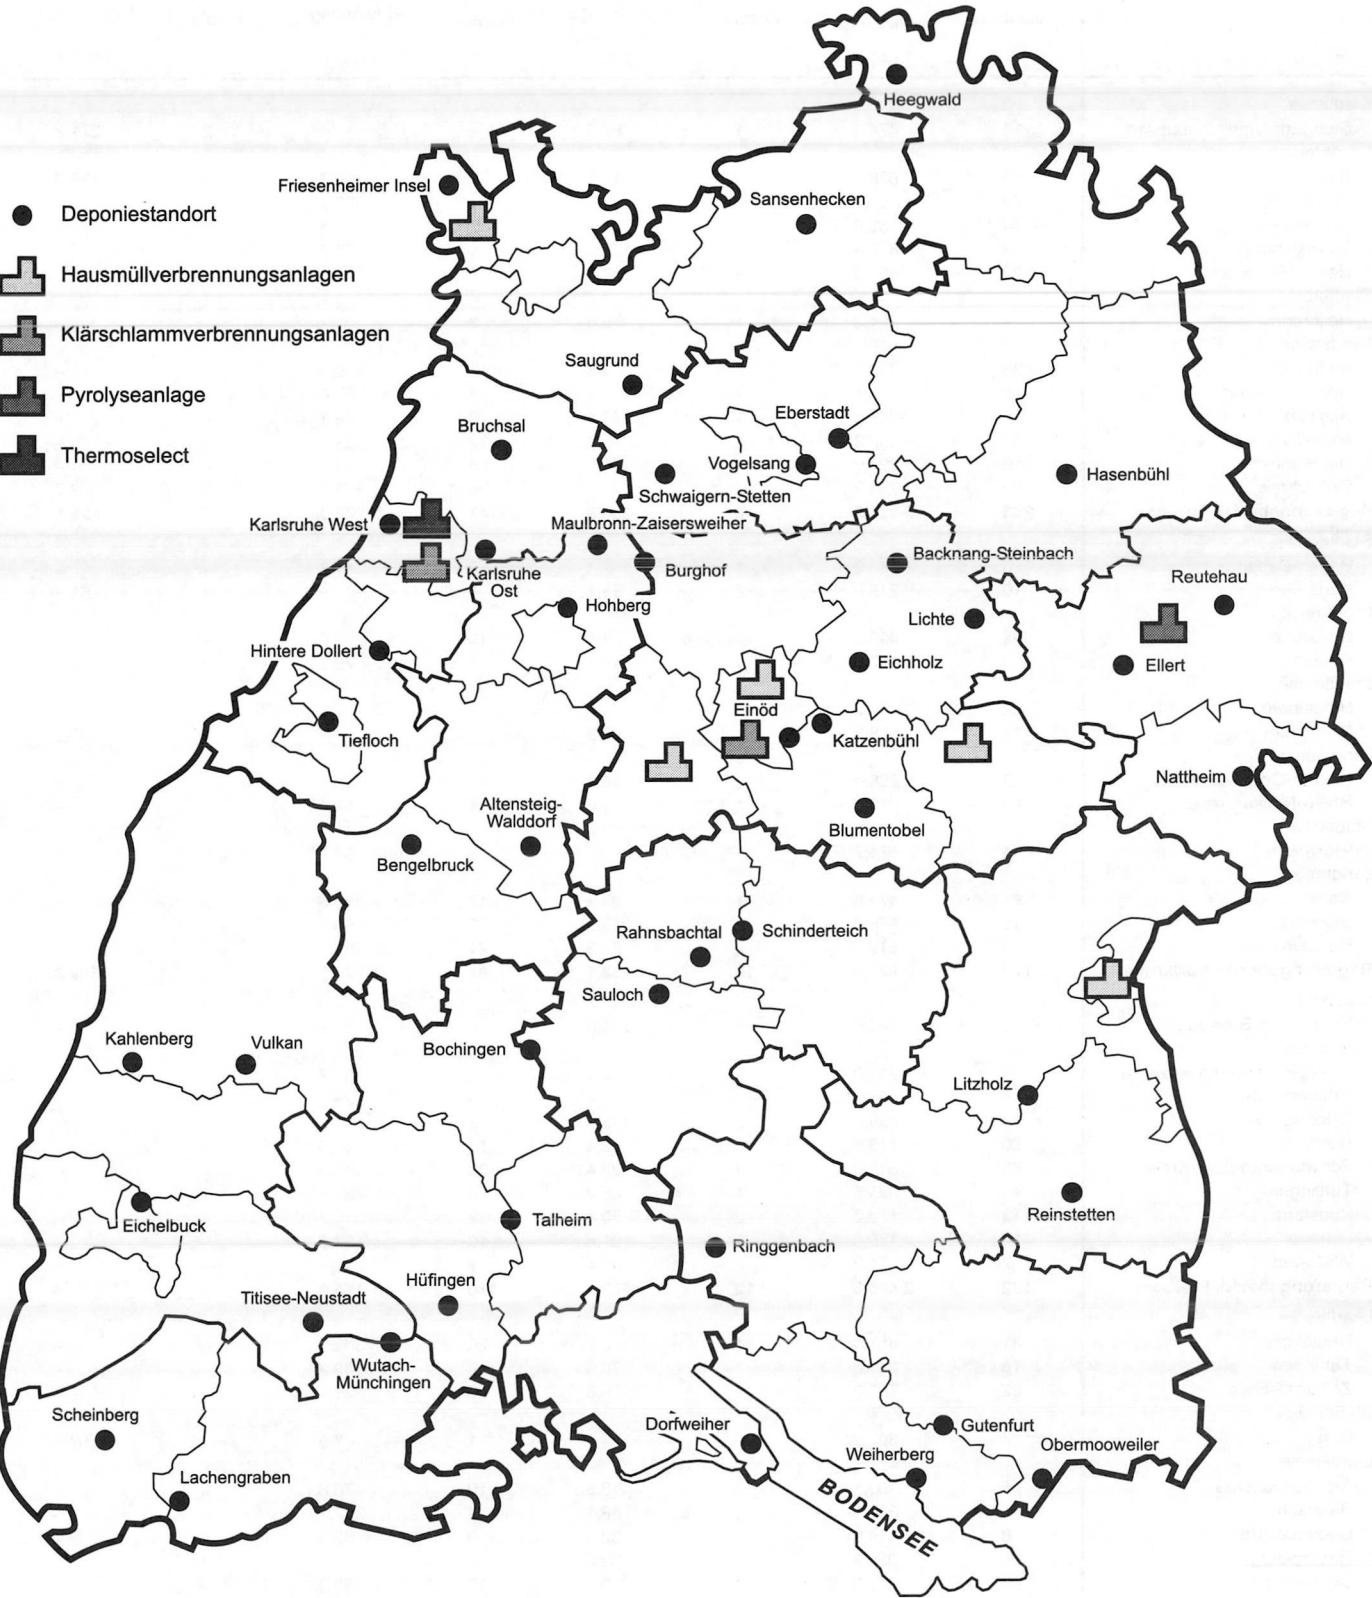 Heegwald
Friesenheimer Insel
Sansenhecken
Deponiestandort
Hausmüllverbrennungsanlagen
Klärschlammverbrennungsanlagen
Pyrolyseanlage
Thermoselect
Saugrund
Eberstadt
Bruchsal
Vogelsang
Hasenbühl
Schwaigern-Stetten
Karlsruhe West
Maulbronn-Zaisersweiher
Backnang-Steinbach
Burghof
Karlsruhe
Ost
Reutehau
Hohberg
Lichte
Hintere Dollert
Eichholz
Ellert
Einöd
Tiefloch
Katzenbühl
Nattheim
Altensteig-
Walddorf
Blumentobel
Bengelbruck
Rahnsbachtal
Schinderteich
Sauloch
Kahlenberg
Vulkan
Bochingen
Litzholz
Eichelbuck
Talheim
Reinstetten
Ringgenbach
Hüfingen
Titisee-Neustadt
Wutach-
Münchingen
Scheinberg
Dorfweiher
Gutenfurt
Weiherberg
Obermooweiler
Lachengraben
BODENSEE